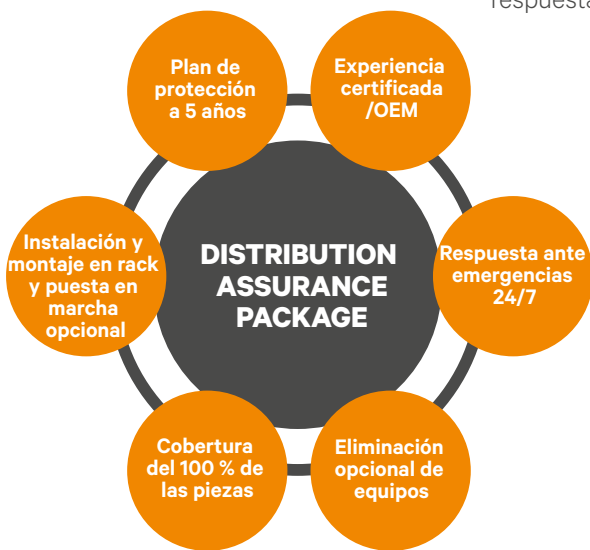 respuesta
Plan de
protección
a 5 años
Experiencia
certificada
/OEM
Instalación y
montaje en rack
y puesta en
marcha
opcional
DISTRIBUTION
ASSURANCE
PACKAGE
Respuesta ante
emergencias
24/7
Cobertura
del 100 % de
las piezas
Eliminación
opcional de
equipos